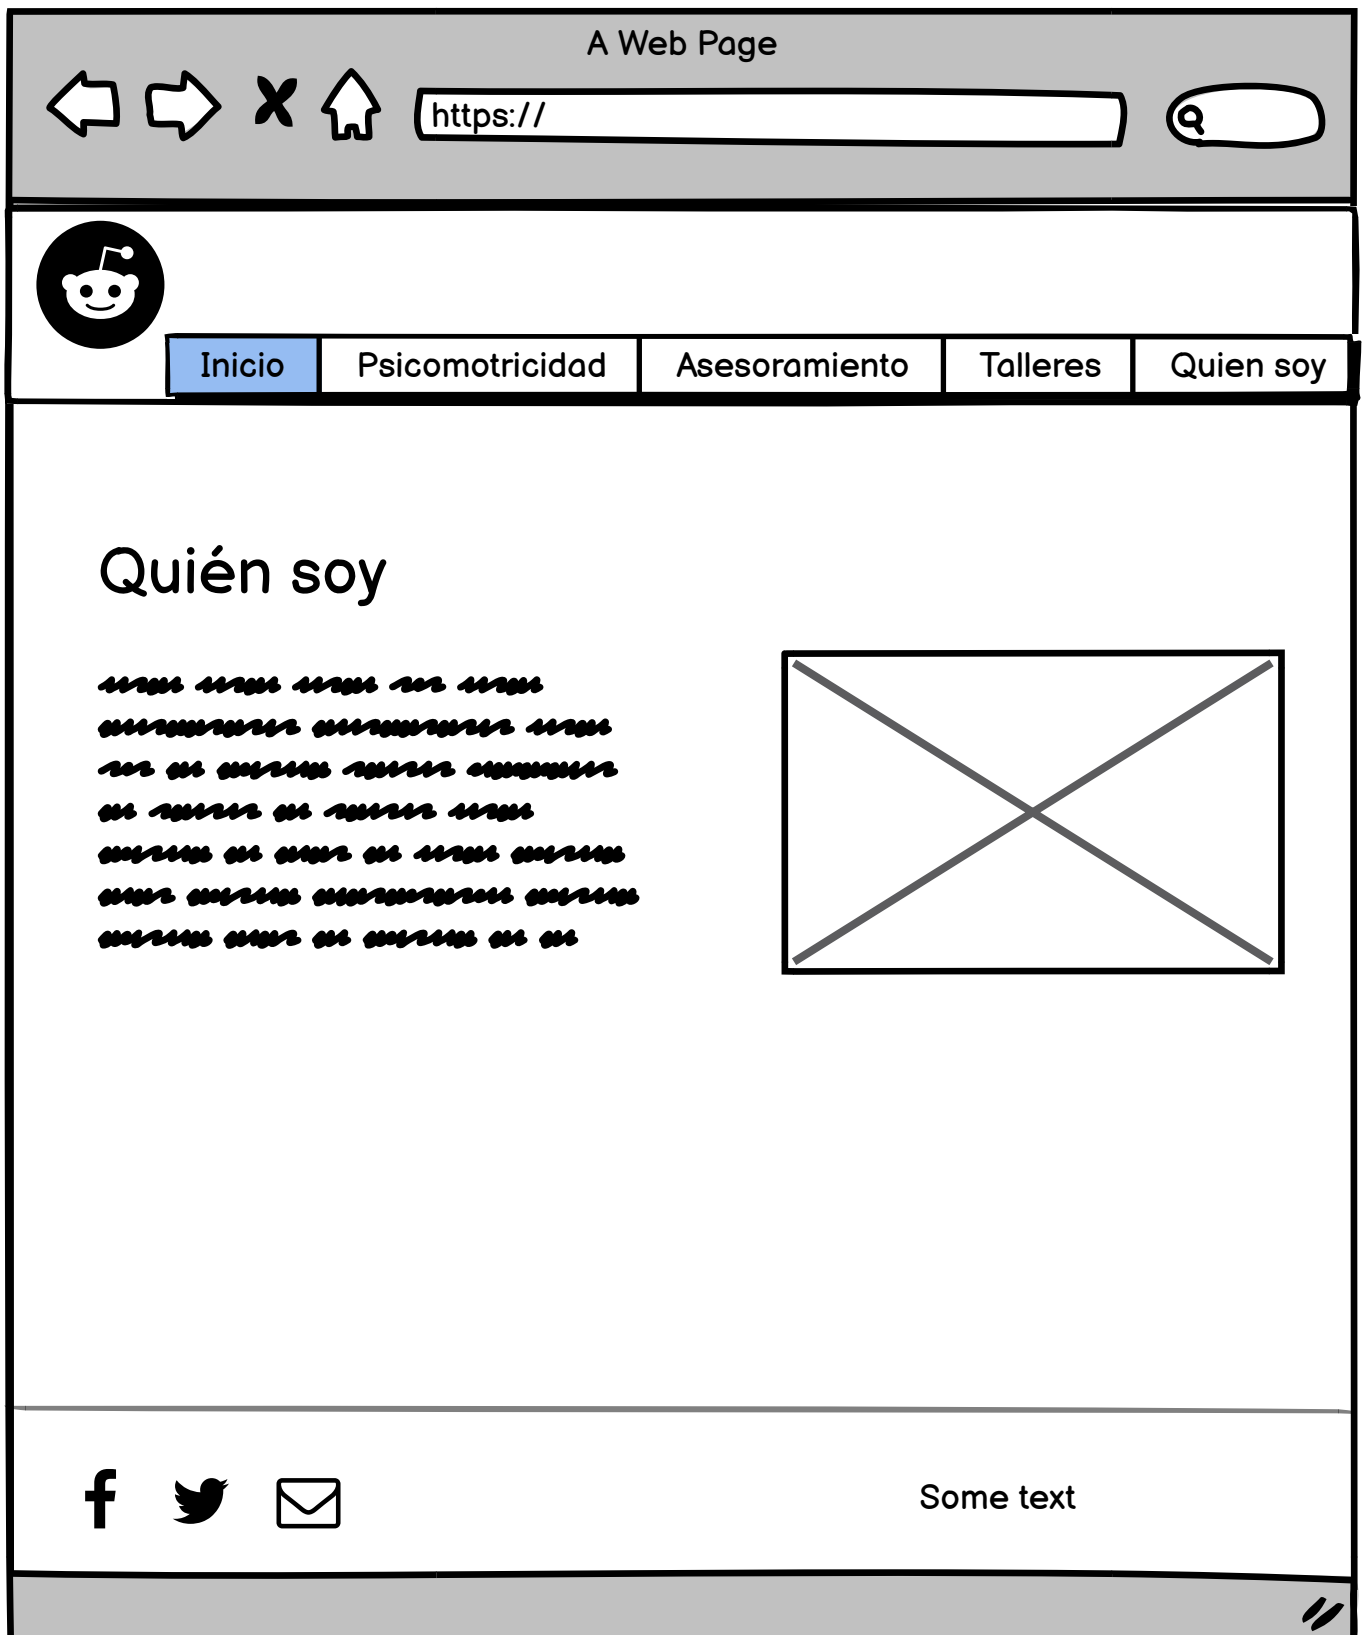 A Web Page
https://
Inicio Psicomotricidad Asesoramiento Talleres Quien soy
Quién soy
Some text